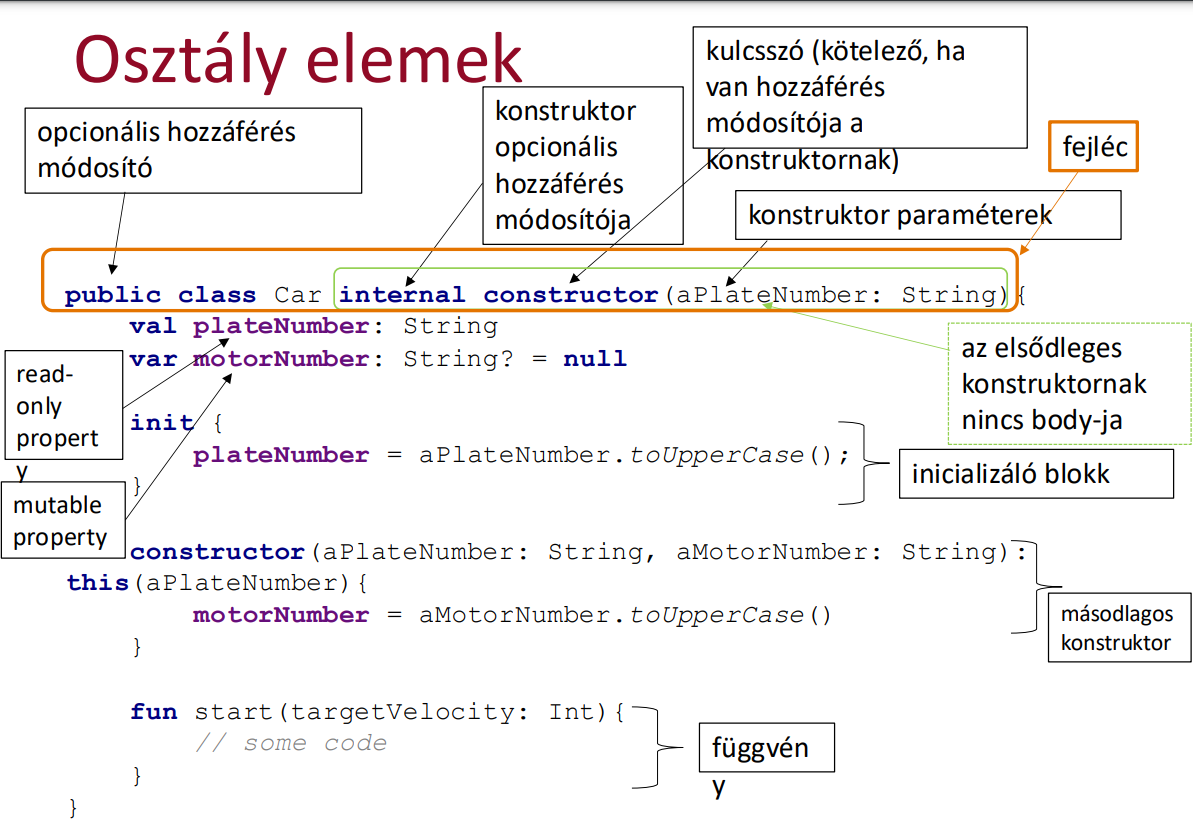 Osztály elemek
opcionális hozzáférés
módosító
konstruktor
opcionális
hozzáférés
módosítója
kulcsszó (kötelező, ha
van hozzáférés
módosítója a
konstruktornak)
fejléc
konstruktor paraméterek
public class Car internal constructor(aPlateNumber: String){
val plateNumber: String
var motorNumber: String? = null
read-
only
propert
y
mutable
property
az elsődleges
konstruktornak
nincs body-ja
init {
plateNumber = aPlateNumber.toUpperCase();
}
inicializáló blokk
constructor(aPlateNumber: String, aMotorNumber: String):
this(aPlateNumber){
motorNumber = aMotorNumber.toUpperCase()
}
másodlagos
konstruktor
fun start(targetVelocity: Int){
// some code
}
függvén
y
}